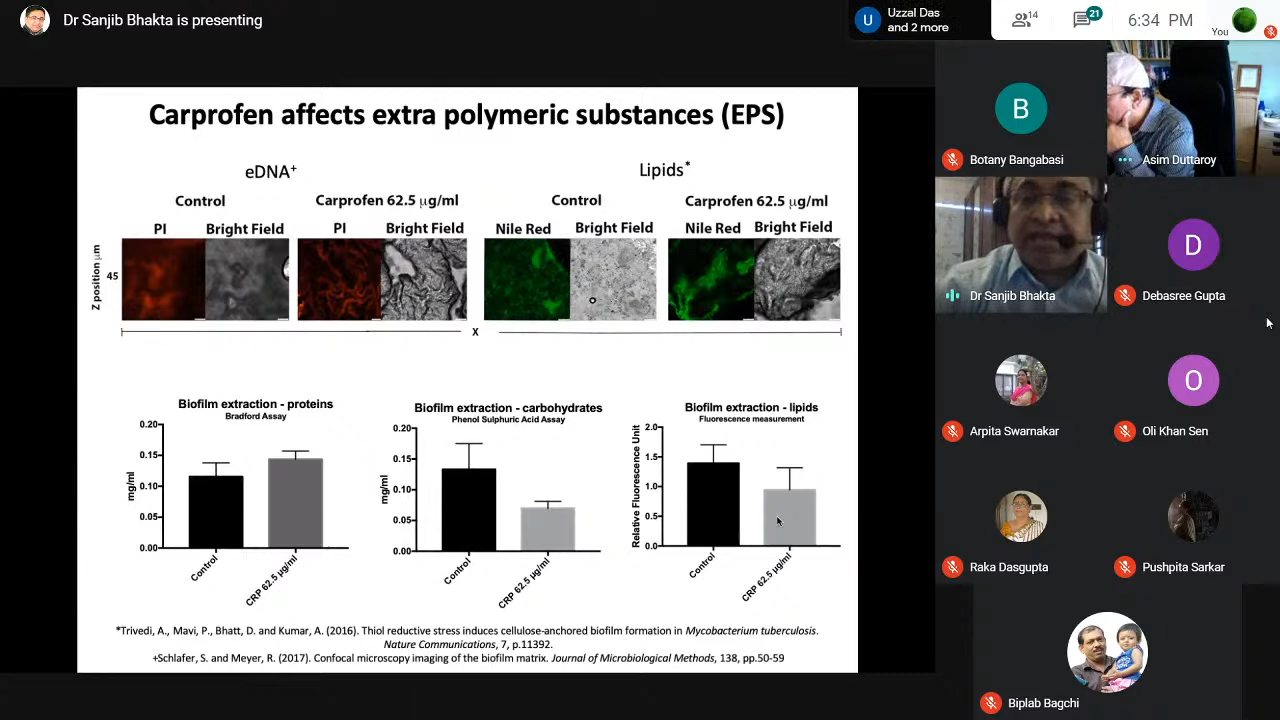 Dr Sanjib Bhakta is presenting
U
Uzzal Das
and 2 more
14
21
6:34 PM
You
Carprofen affects extra polymeric substances (EPS)
eDNA+
Lipids*
Control
Carprofen 62.5 μg/ml
Control
Carprofen 62.5 μg/ml
PI
Bright Field
PI
Bright Field
Nile Red
Bright Field
Nile Red
Bright Field
Z position μm
45
X
Biofilm extraction - proteins
Bradford Assay
0.20
0.15
0.10
0.05
0.00
mg/ml
Control
CRP 62.5 μg/ml
Biofilm extraction - carbohydrates
Phenol Sulphuric Acid Assay
0.20
0.15
0.10
0.05
0.00
mg/ml
Control
CRP 62.5 μg/ml
Biofilm extraction - lipids
Fluorescence measurement
2.0
1.5
1.0
0.5
0.0
Relative Fluorescence Unit
Control
CRP 62.5 μg/ml
*Trivedi, A., Mavi, P., Bhatt, D. and Kumar, A. (2016). Thiol reductive stress induces cellulose-anchored biofilm formation in Mycobacterium tuberculosis.
Nature Communications, 7, p.11392.
+Schlafer, S. and Meyer, R. (2017). Confocal microscopy imaging of the biofilm matrix. Journal of Microbiological Methods, 138, pp.50-59
B
Botany Bangabasi
Asim Duttaroy
Dr Sanjib Bhakta
D
Debasree Gupta
Arpita Swarnakar
O
Oli Khan Sen
Raka Dasgupta
Pushpita Sarkar
Biplab Bagchi